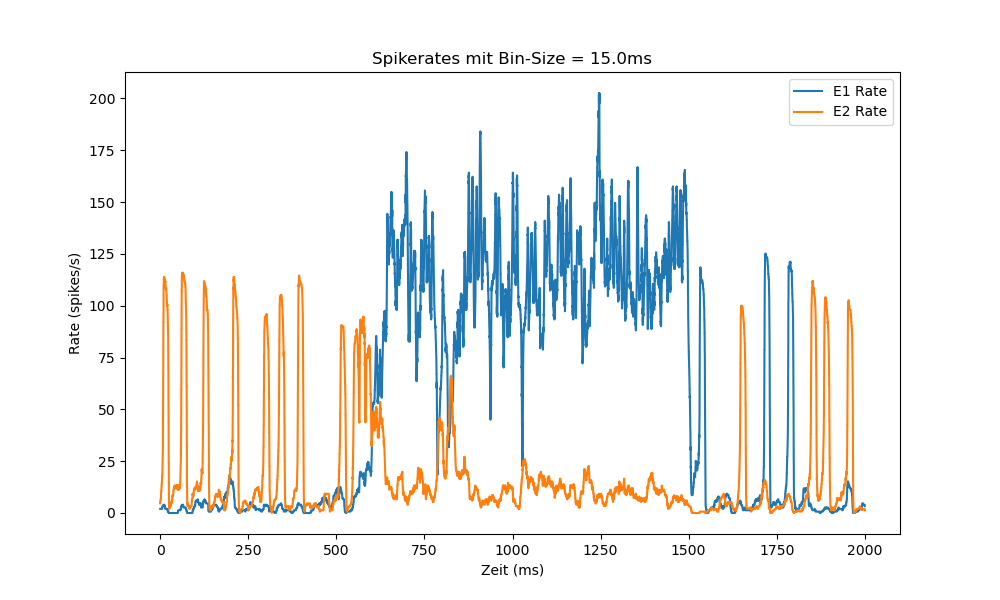 Spikerates mit Bin-Size = 15.0ms
E1 Rate
E2 Rate
Rate (spikes/s)
200
175
150
125
100
75
50
25
0
0 250 500 750 1000 1250 1500 1750 2000
Zeit (ms)